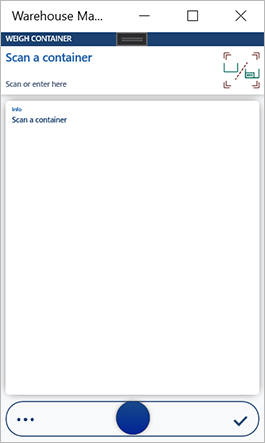 Warehouse Ma...
WEIGH CONTAINER
Scan a container
Scan or enter here
Info
Scan a container